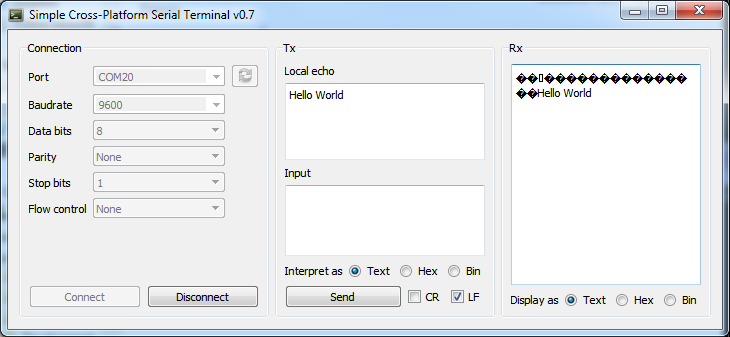 Simple Cross-Platform Serial Terminal v0.7
Connection
Port COM20
Baudrate 9600
Data bits 8
Parity None
Stop bits 1
Flow control None
Connect Disconnect
Tx
Local echo
Hello World
Input
Interpret as Text Hex Bin
Send CR LF
Rx
��▯�������������
��Hello World
Display as Text Hex Bin